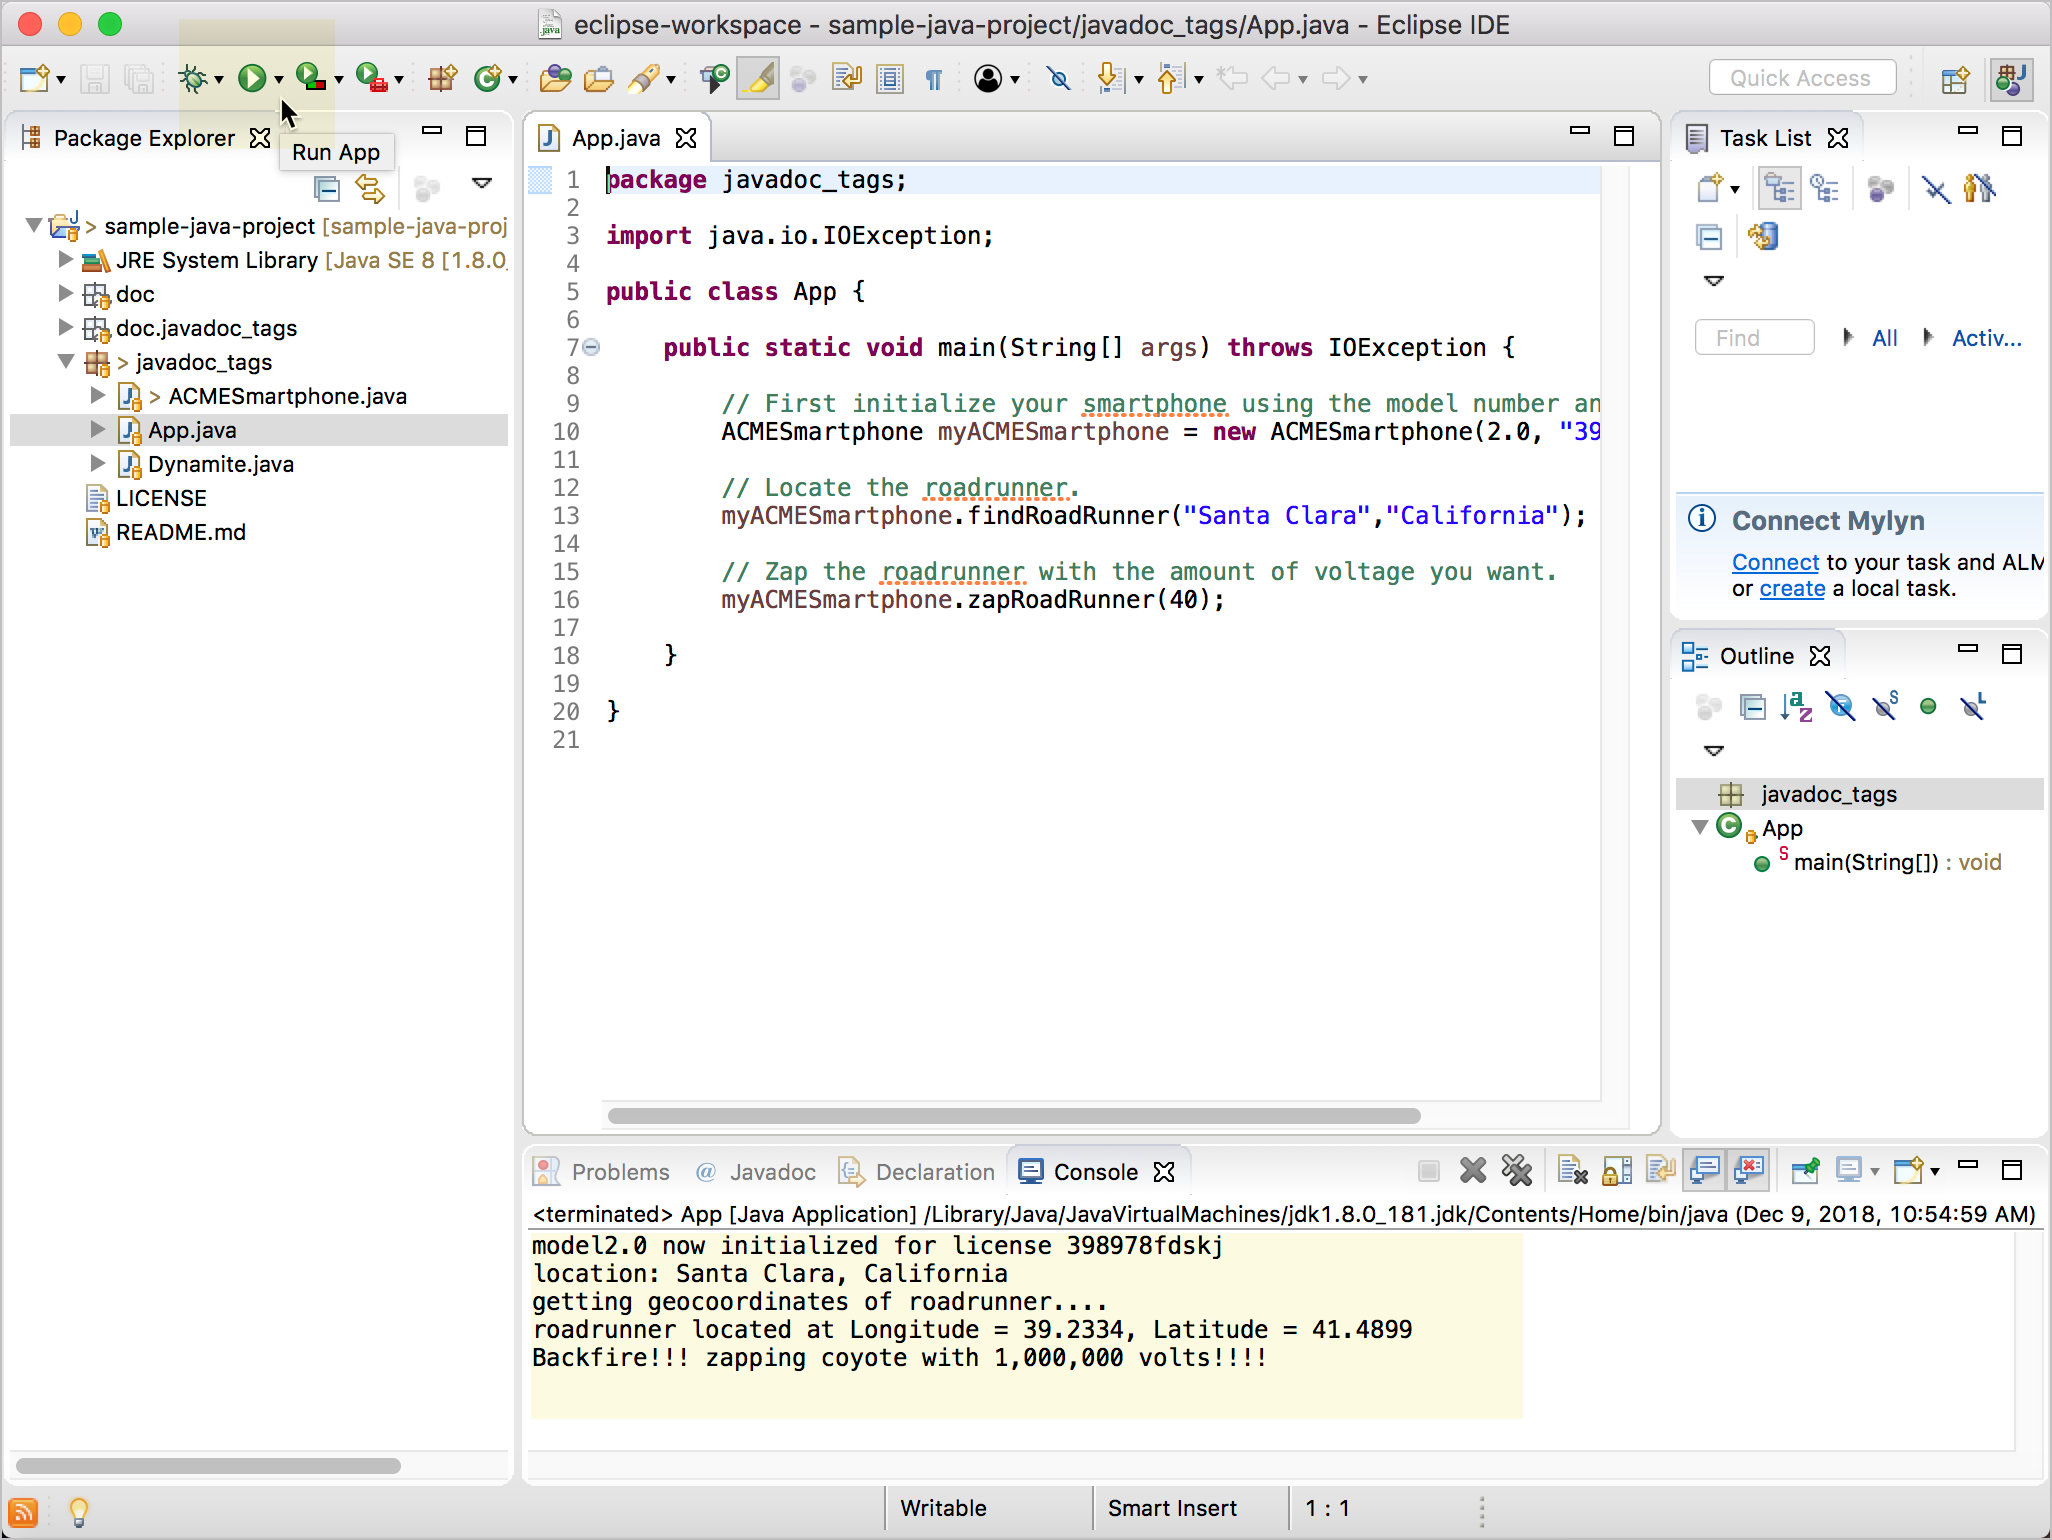 eclipse-workspace - sample-java-project/javadoc_tags/App.java - Eclipse IDE
Quick Access
Package Explorer
Run App
> sample-java-project [sample-java-proj
JRE System Library [Java SE 8 [1.8.0
doc
doc.javadoc_tags
> javadoc_tags
> ACMESmartphone.java
App.java
Dynamite.java
LICENSE
README.md
App.java
1 package javadoc_tags;
2
3 import java.io.IOException;
4
5 public class App {
6
7 public static void main(String[] args) throws IOException {
8
9 // First initialize your smartphone using the model number an
10 ACMESmartphone myACMESmartphone = new ACMESmartphone(2.0, "39
11
12 // Locate the roadrunner.
13 myACMESmartphone.findRoadRunner("Santa Clara","California");
14
15 // Zap the roadrunner with the amount of voltage you want.
16 myACMESmartphone.zapRoadRunner(40);
17
18 }
19
20 }
21
Task List
Find All Activ...
Connect Mylyn
Connect to your task and ALM
or create a local task.
Outline
javadoc_tags
App
main(String[]) : void
Problems @ Javadoc Declaration Console
<terminated> App [Java Application] /Library/Java/JavaVirtualMachines/jdk1.8.0_181.jdk/Contents/Home/bin/java (Dec 9, 2018, 10:54:59 AM)
model2.0 now initialized for license 398978fdskj
location: Santa Clara, California
getting geocoordinates of roadrunner....
roadrunner located at Longitude = 39.2334, Latitude = 41.4899
Backfire!!! zapping coyote with 1,000,000 volts!!!!
Writable Smart Insert 1 : 1